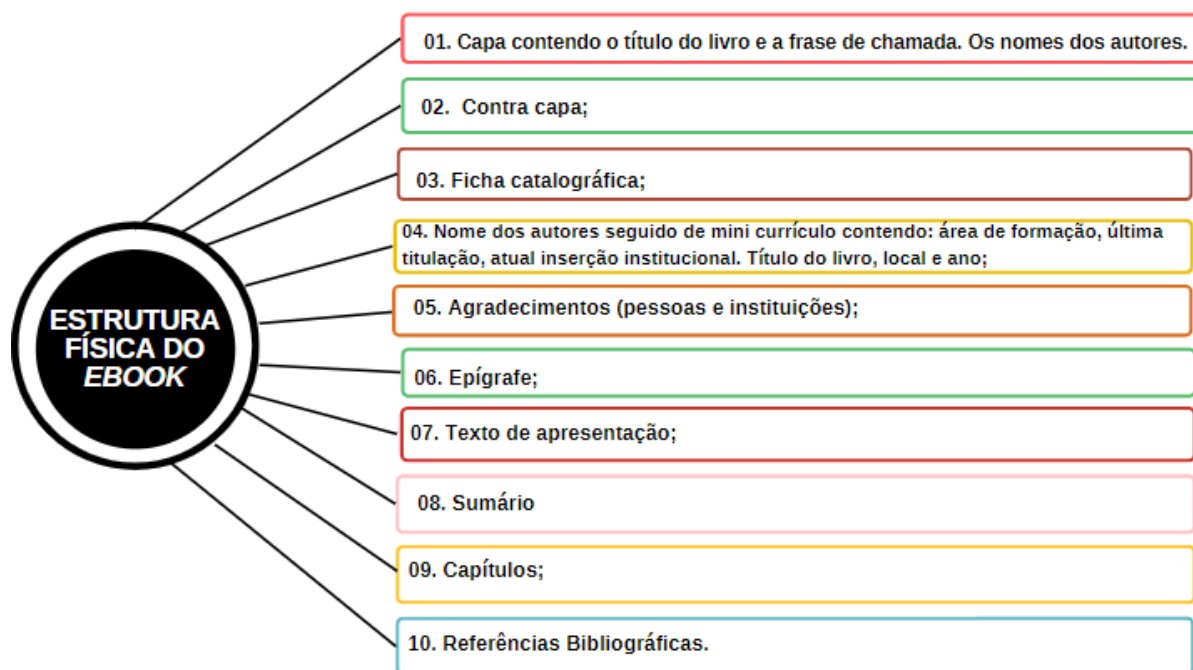 ESTRUTURA
FÍSICA DO
EBOOK
01. Capa contendo o título do livro e a frase de chamada. Os nomes dos autores.
02. Contra capa;
03. Ficha catalográfica;
04. Nome dos autores seguido de mini currículo contendo: área de formação, última
titulação, atual inserção institucional. Título do livro, local e ano;
05. Agradecimentos (pessoas e instituições);
06. Epígrafe;
07. Texto de apresentação;
08. Sumário
09. Capítulos;
10. Referências Bibliográficas.